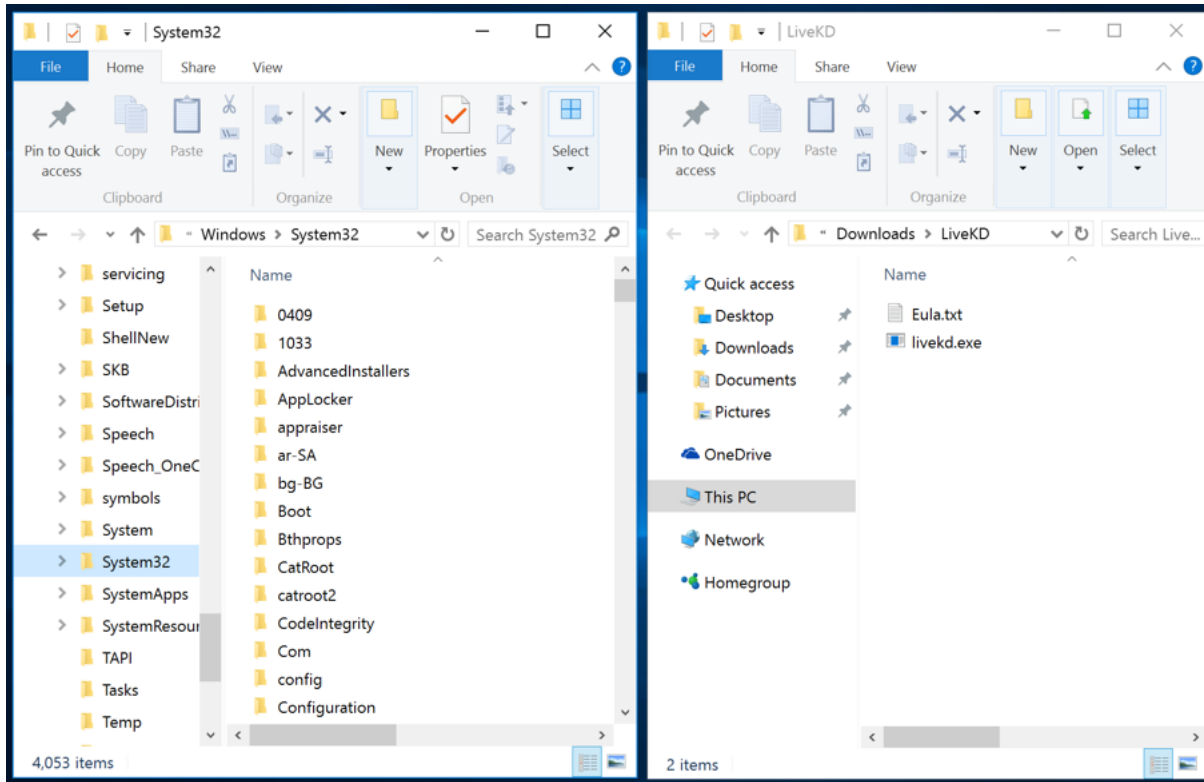 System32
File Home Share View
Pin to Quick access
Copy
Paste
Clipboard
Organize
New
Properties
Open
Select
Windows > System32
Search System32
servicing
Setup
ShellNew
SKB
SoftwareDistri
Speech
Speech_OneC
symbols
System
System32
SystemApps
SystemResour
TAPI
Tasks
Temp
Name
0409
1033
AdvancedInstallers
AppLocker
appraiser
ar-SA
bg-BG
Boot
Bthprops
CatRoot
catroot2
CodeIntegrity
Com
config
Configuration
4,053 items
LiveKD
File Home Share View
Pin to Quick access
Copy
Paste
Clipboard
Organize
New
Open
Select
Downloads > LiveKD
Search Live...
Quick access
Desktop
Downloads
Documents
Pictures
OneDrive
This PC
Network
Homegroup
Name
Eula.txt
livekd.exe
2 items